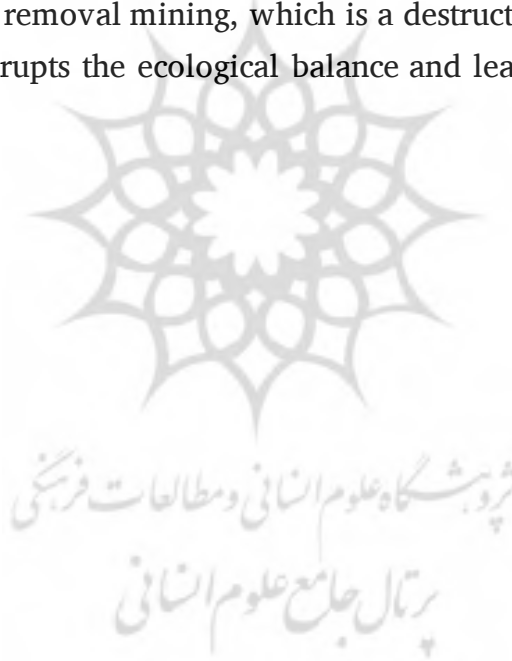 removal mining, which is a destruct
rupts the ecological balance and lea
پژوهشگاه علوم انسانی و مطالعات فرهنگی
پرتال جامع علوم انسانی